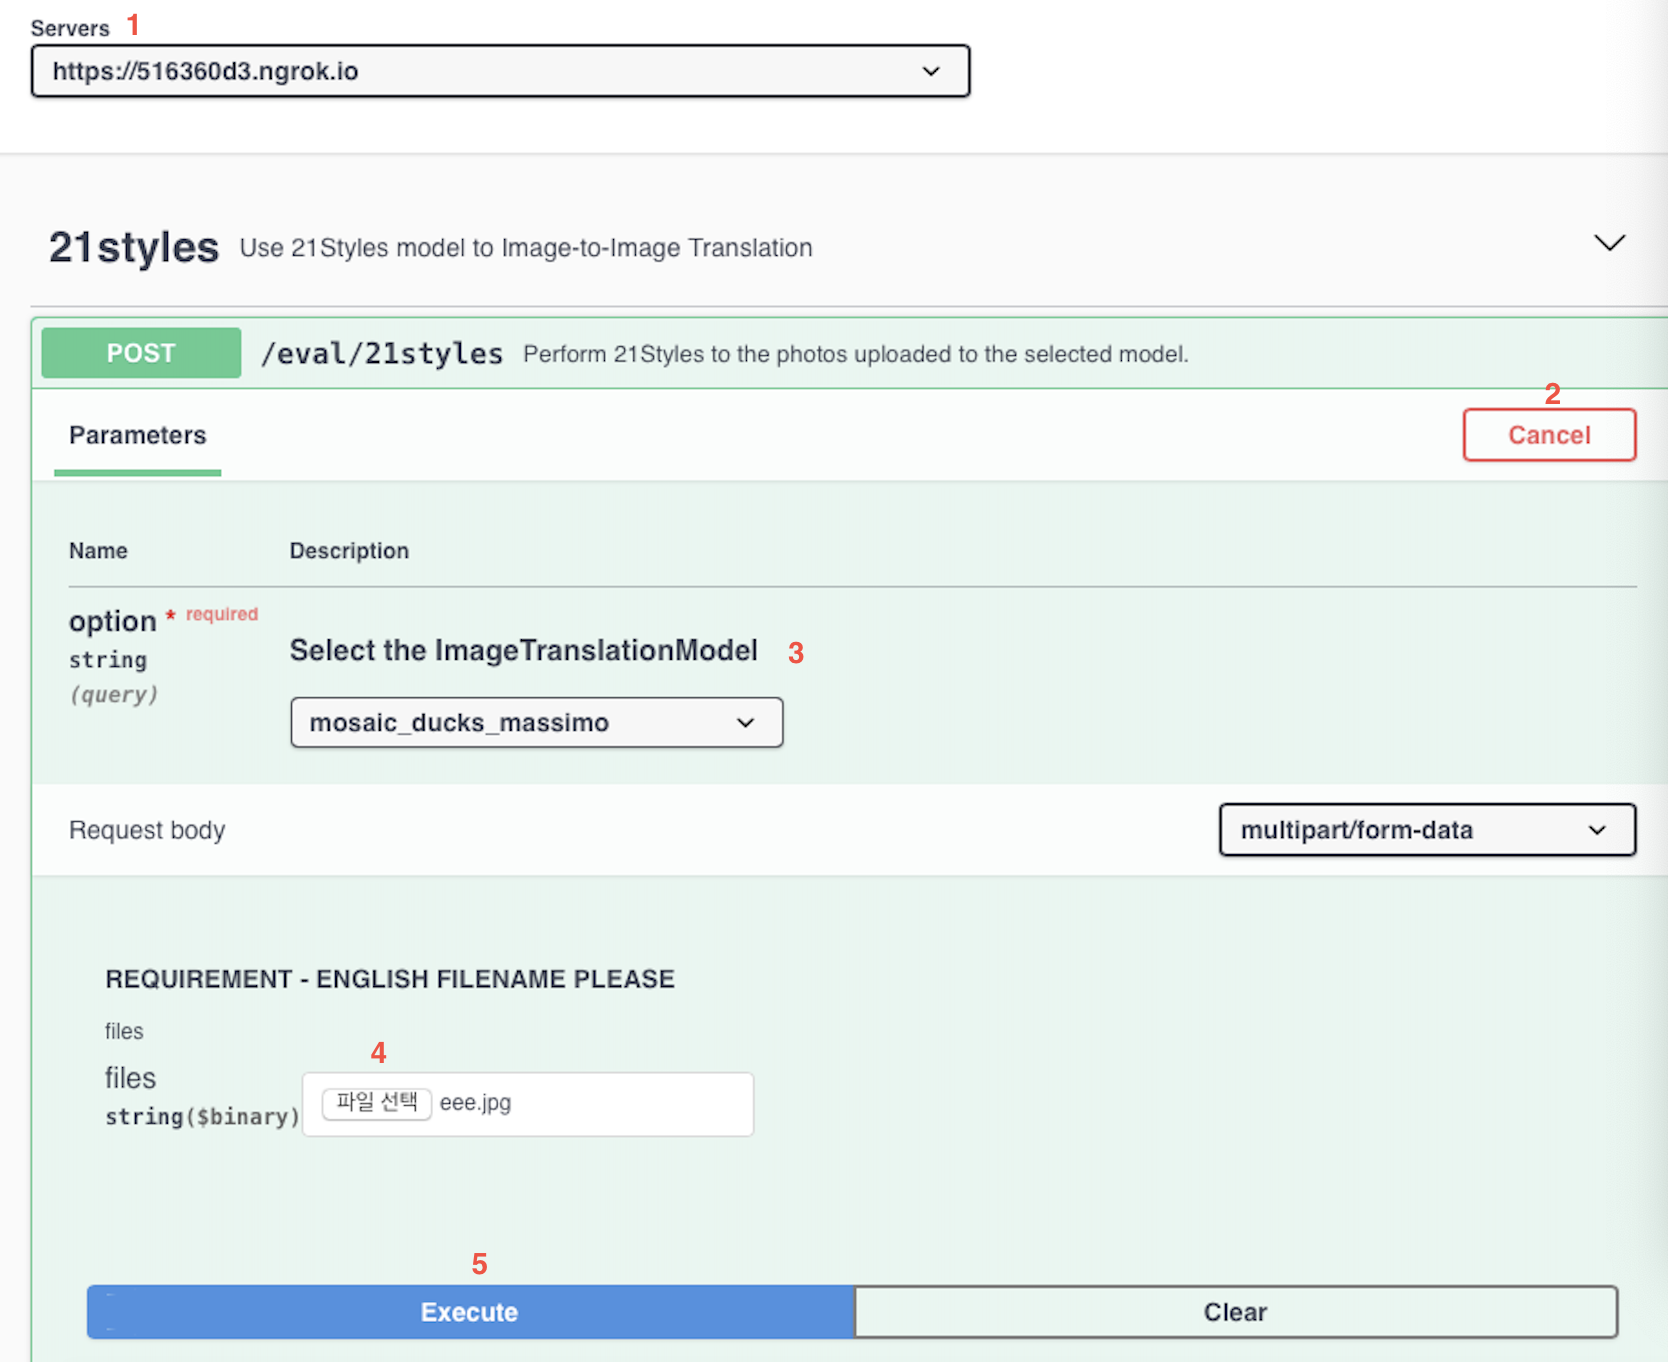 Servers 1
https://516360d3.ngrok.io
21styles Use 21Styles model to Image-to-Image Translation
POST /eval/21styles Perform 21Styles to the photos uploaded to the selected model.
2
Parameters Cancel
Name Description
option * required
string
(query)
Select the ImageTranslationModel 3
mosaic_ducks_massimo
Request body multipart/form-data
REQUIREMENT - ENGLISH FILENAME PLEASE
files
4
files
string($binary) 파일 선택 eee.jpg
5
Execute Clear